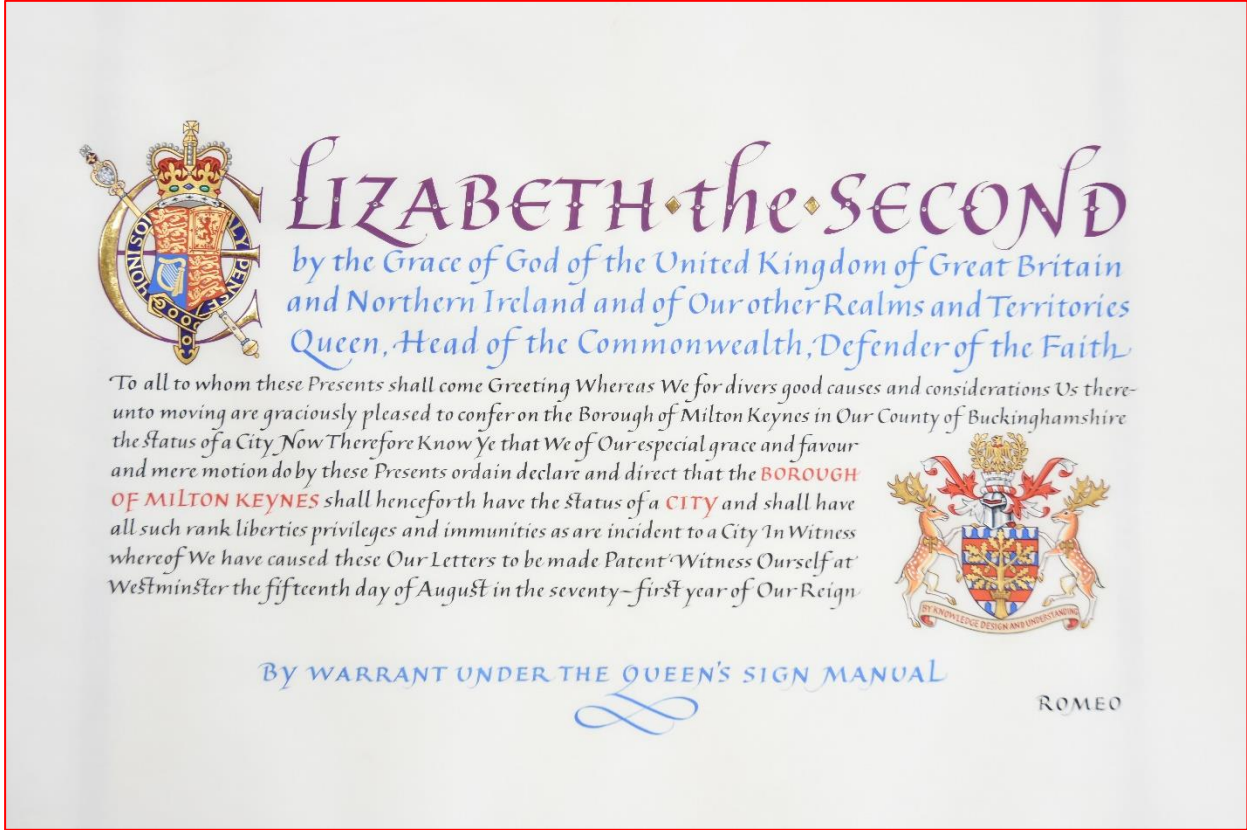 HONI SOI
Y PENS
ELIZABETH·the·SECOND
by the Grace of God of the United Kingdom of Great Britain
and Northern Ireland and of Our other Realms and Territories
Queen, Head of the Commonwealth, Defender of the Faith
To all to whom these Presents shall come Greeting Whereas We for divers good causes and considerations Us there-
unto moving are graciously pleased to confer on the Borough of Milton Keynes in Our County of Buckinghamshire
the Status of a City Now Therefore Know Ye that We of Our especial grace and favour
and mere motion do by these Presents ordain declare and direct that the BOROUGH
OF MILTON KEYNES shall henceforth have the Status of a CITY and shall have
all such rank liberties privileges and immunities as are incident to a City In Witness
whereof We have caused these Our Letters to be made Patent Witness Ourself at
Westminster the fifteenth day of August in the seventy-first year of Our Reign
BY KNOWLEDGE DESIGN AND UNDERSTANDING
BY WARRANT UNDER THE QUEEN'S SIGN MANUAL
ROMEO